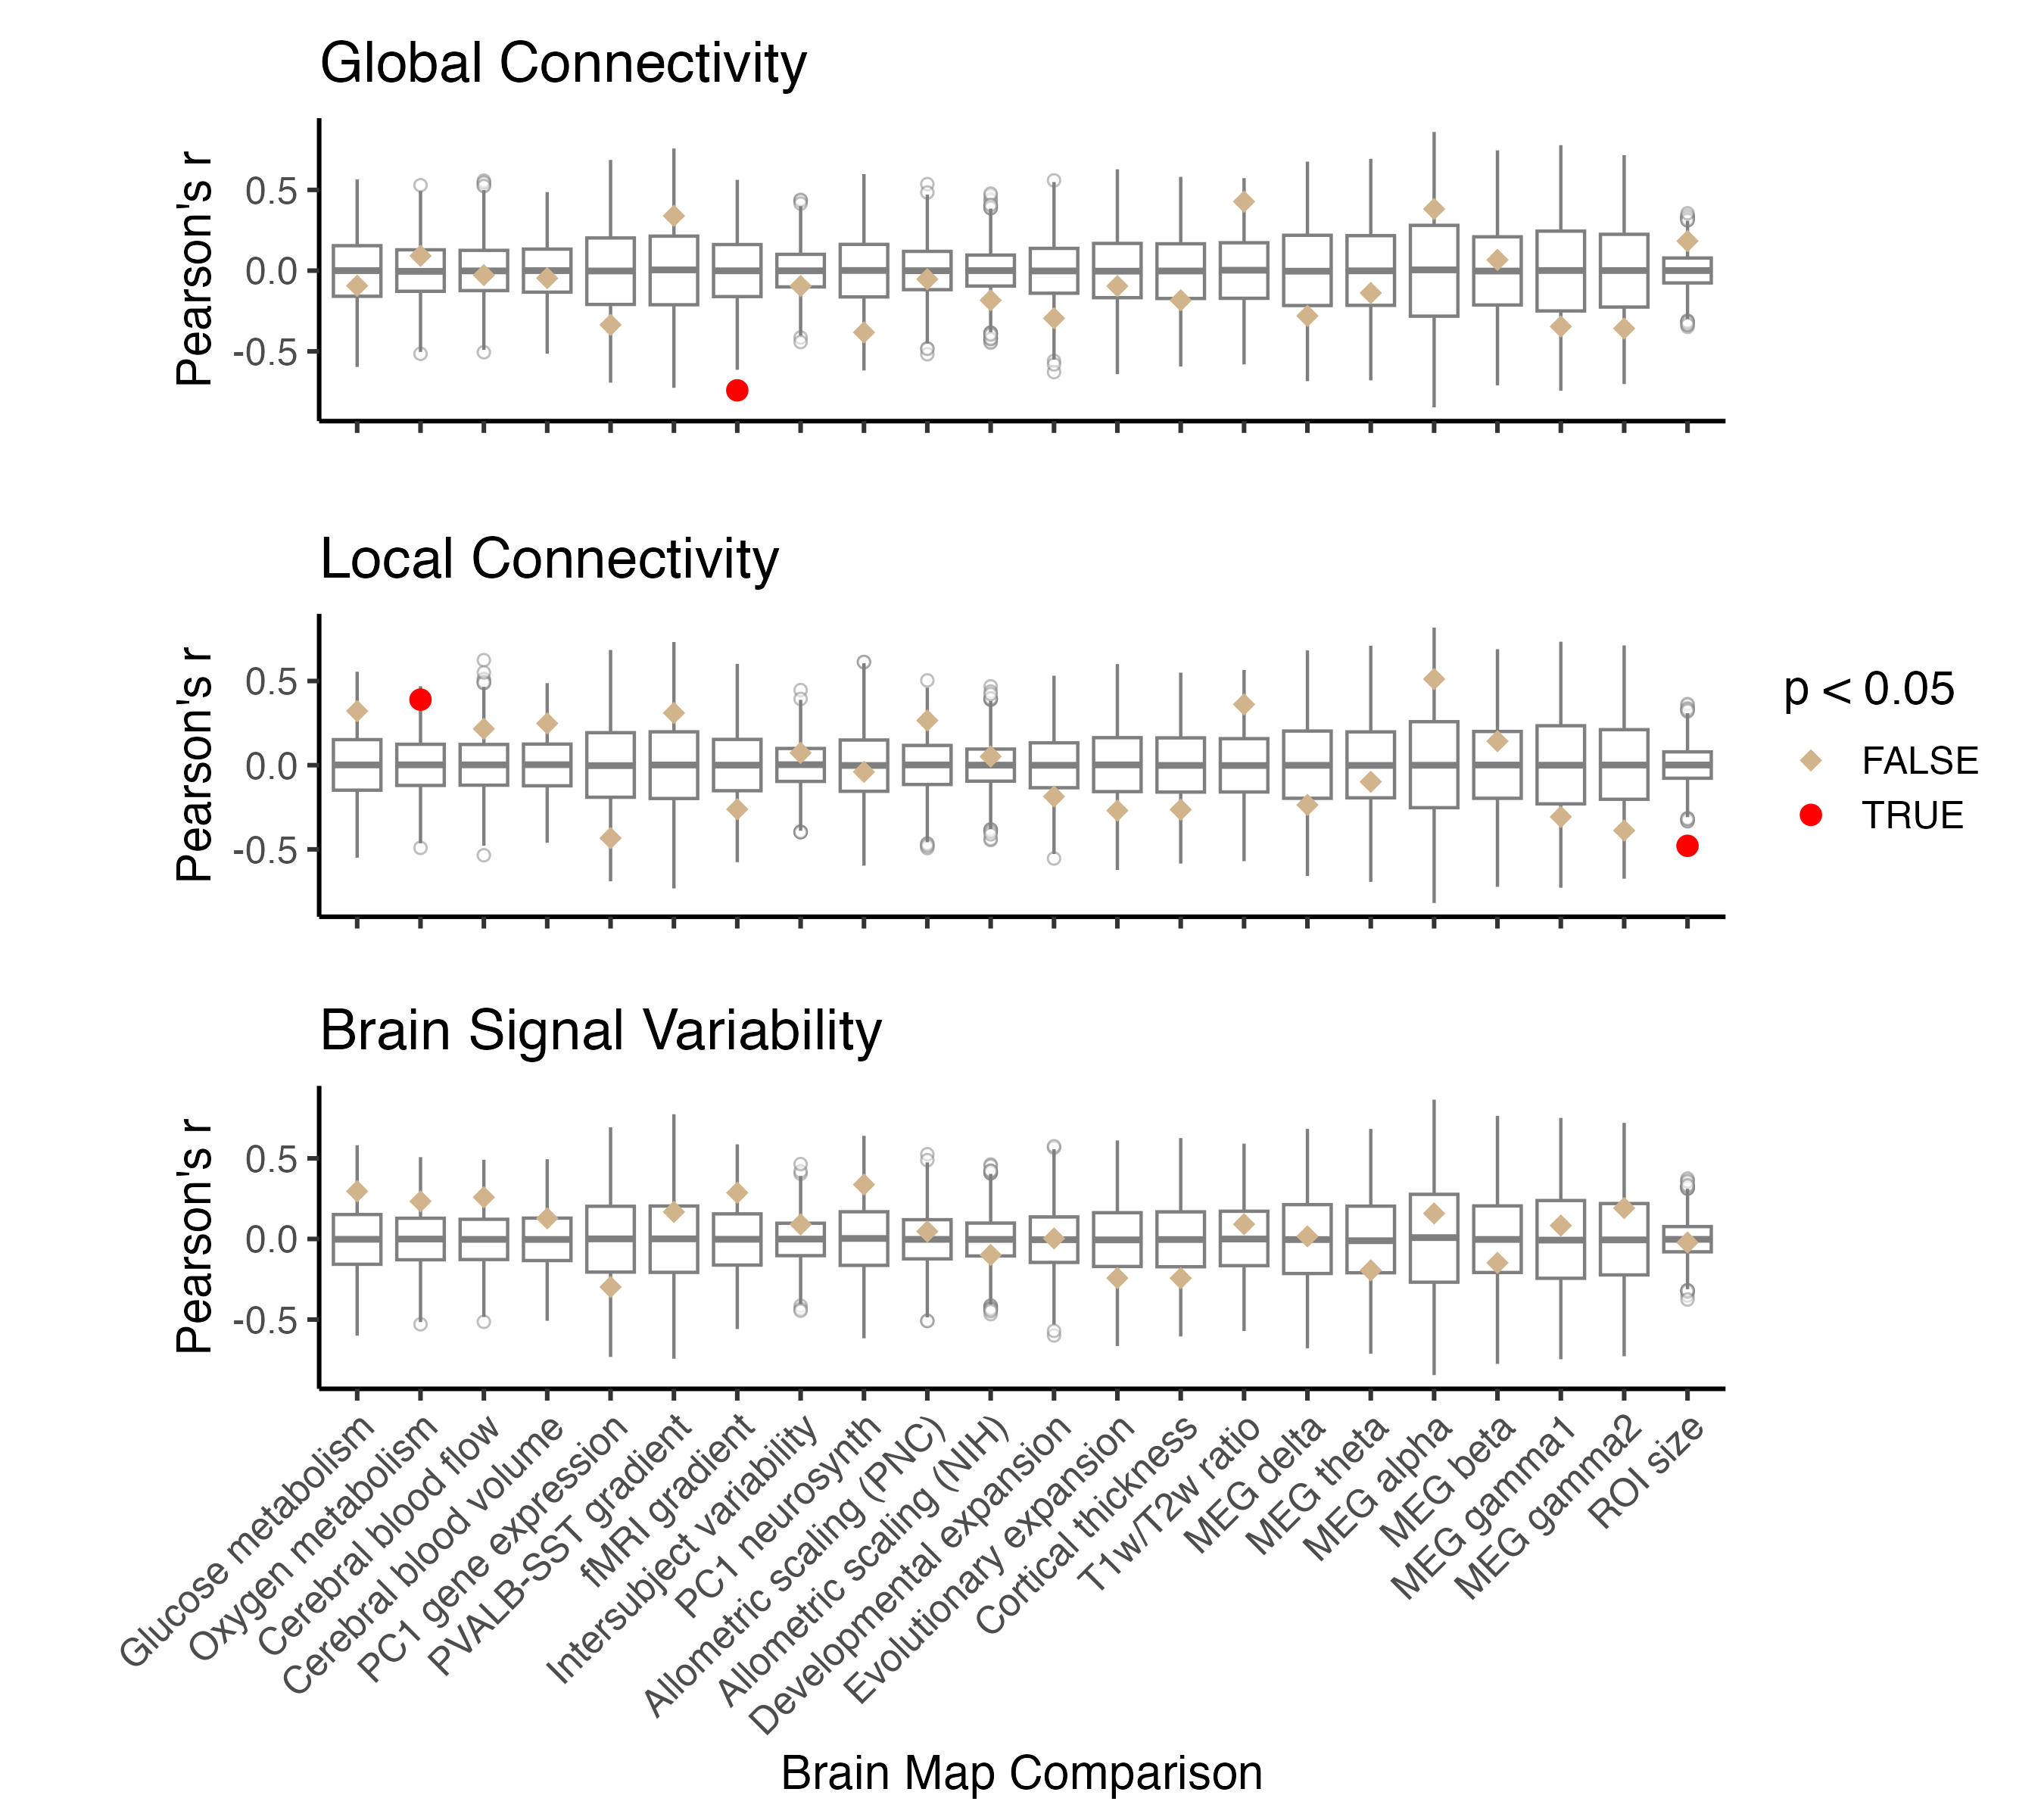 Global Connectivity
Pearson's r
0.5
0.0
-0.5
Local Connectivity
Pearson's r
0.5
0.0
-0.5
p < 0.05
FALSE
TRUE
Brain Signal Variability
Pearson's r
0.5
0.0
-0.5
Glucose metabolism
Oxygen metabolism
Cerebral blood flow
Cerebral blood volume
PC1 gene expression
PVALB-SST gradient
fMRI gradient
Intersubject variability
PC1 neurosynth
Allometric scaling (PNC)
Allometric scaling (NIH)
Developmental expansion
Evolutionary expansion
Cortical thickness
T1w/T2w ratio
MEG delta
MEG theta
MEG alpha
MEG beta
MEG gamma1
MEG gamma2
ROI size
Brain Map Comparison